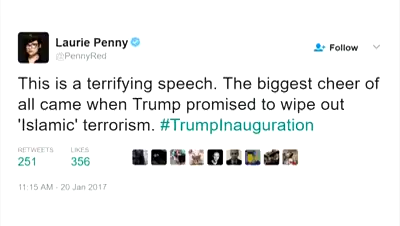 Laurie Penny
@PennyRed
Follow
This is a terrifying speech. The biggest cheer of
all came when Trump promised to wipe out
'Islamic' terrorism. #TrumpInauguration
RETWEETS LIKES
251 356
11:15 AM - 20 Jan 2017